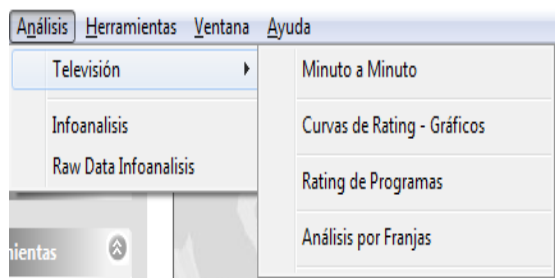 Análisis Herramientas Ventana Ayuda
Televisión
Infoanalisis
Raw Data Infoanalisis
Minuto a Minuto
Curvas de Rating - Gráficos
Rating de Programas
Análisis por Franjas